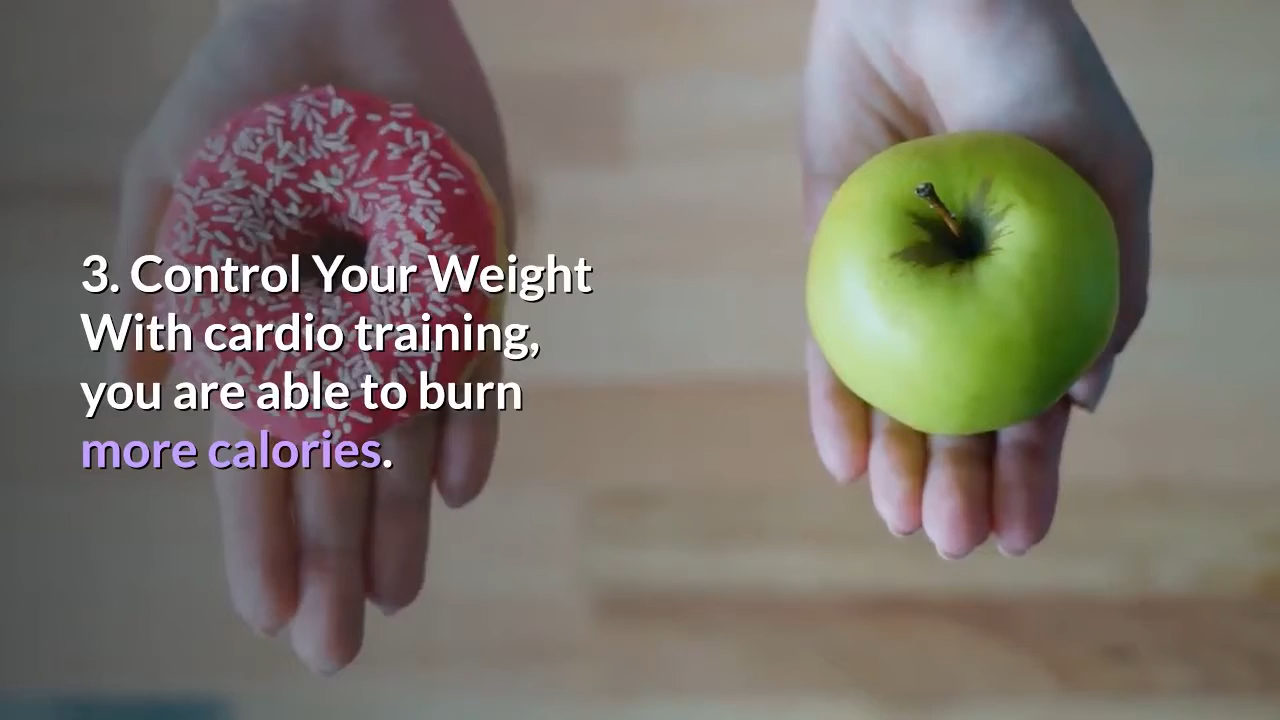 3. Control Your Weight
With cardio training,
you are able to burn
more calories.